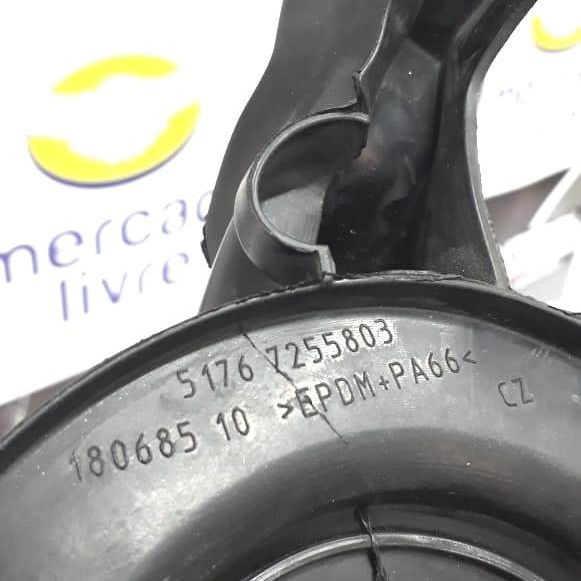 mercado
livre
5176 7255803
180685 10 >EPDM+PA66<
CZ